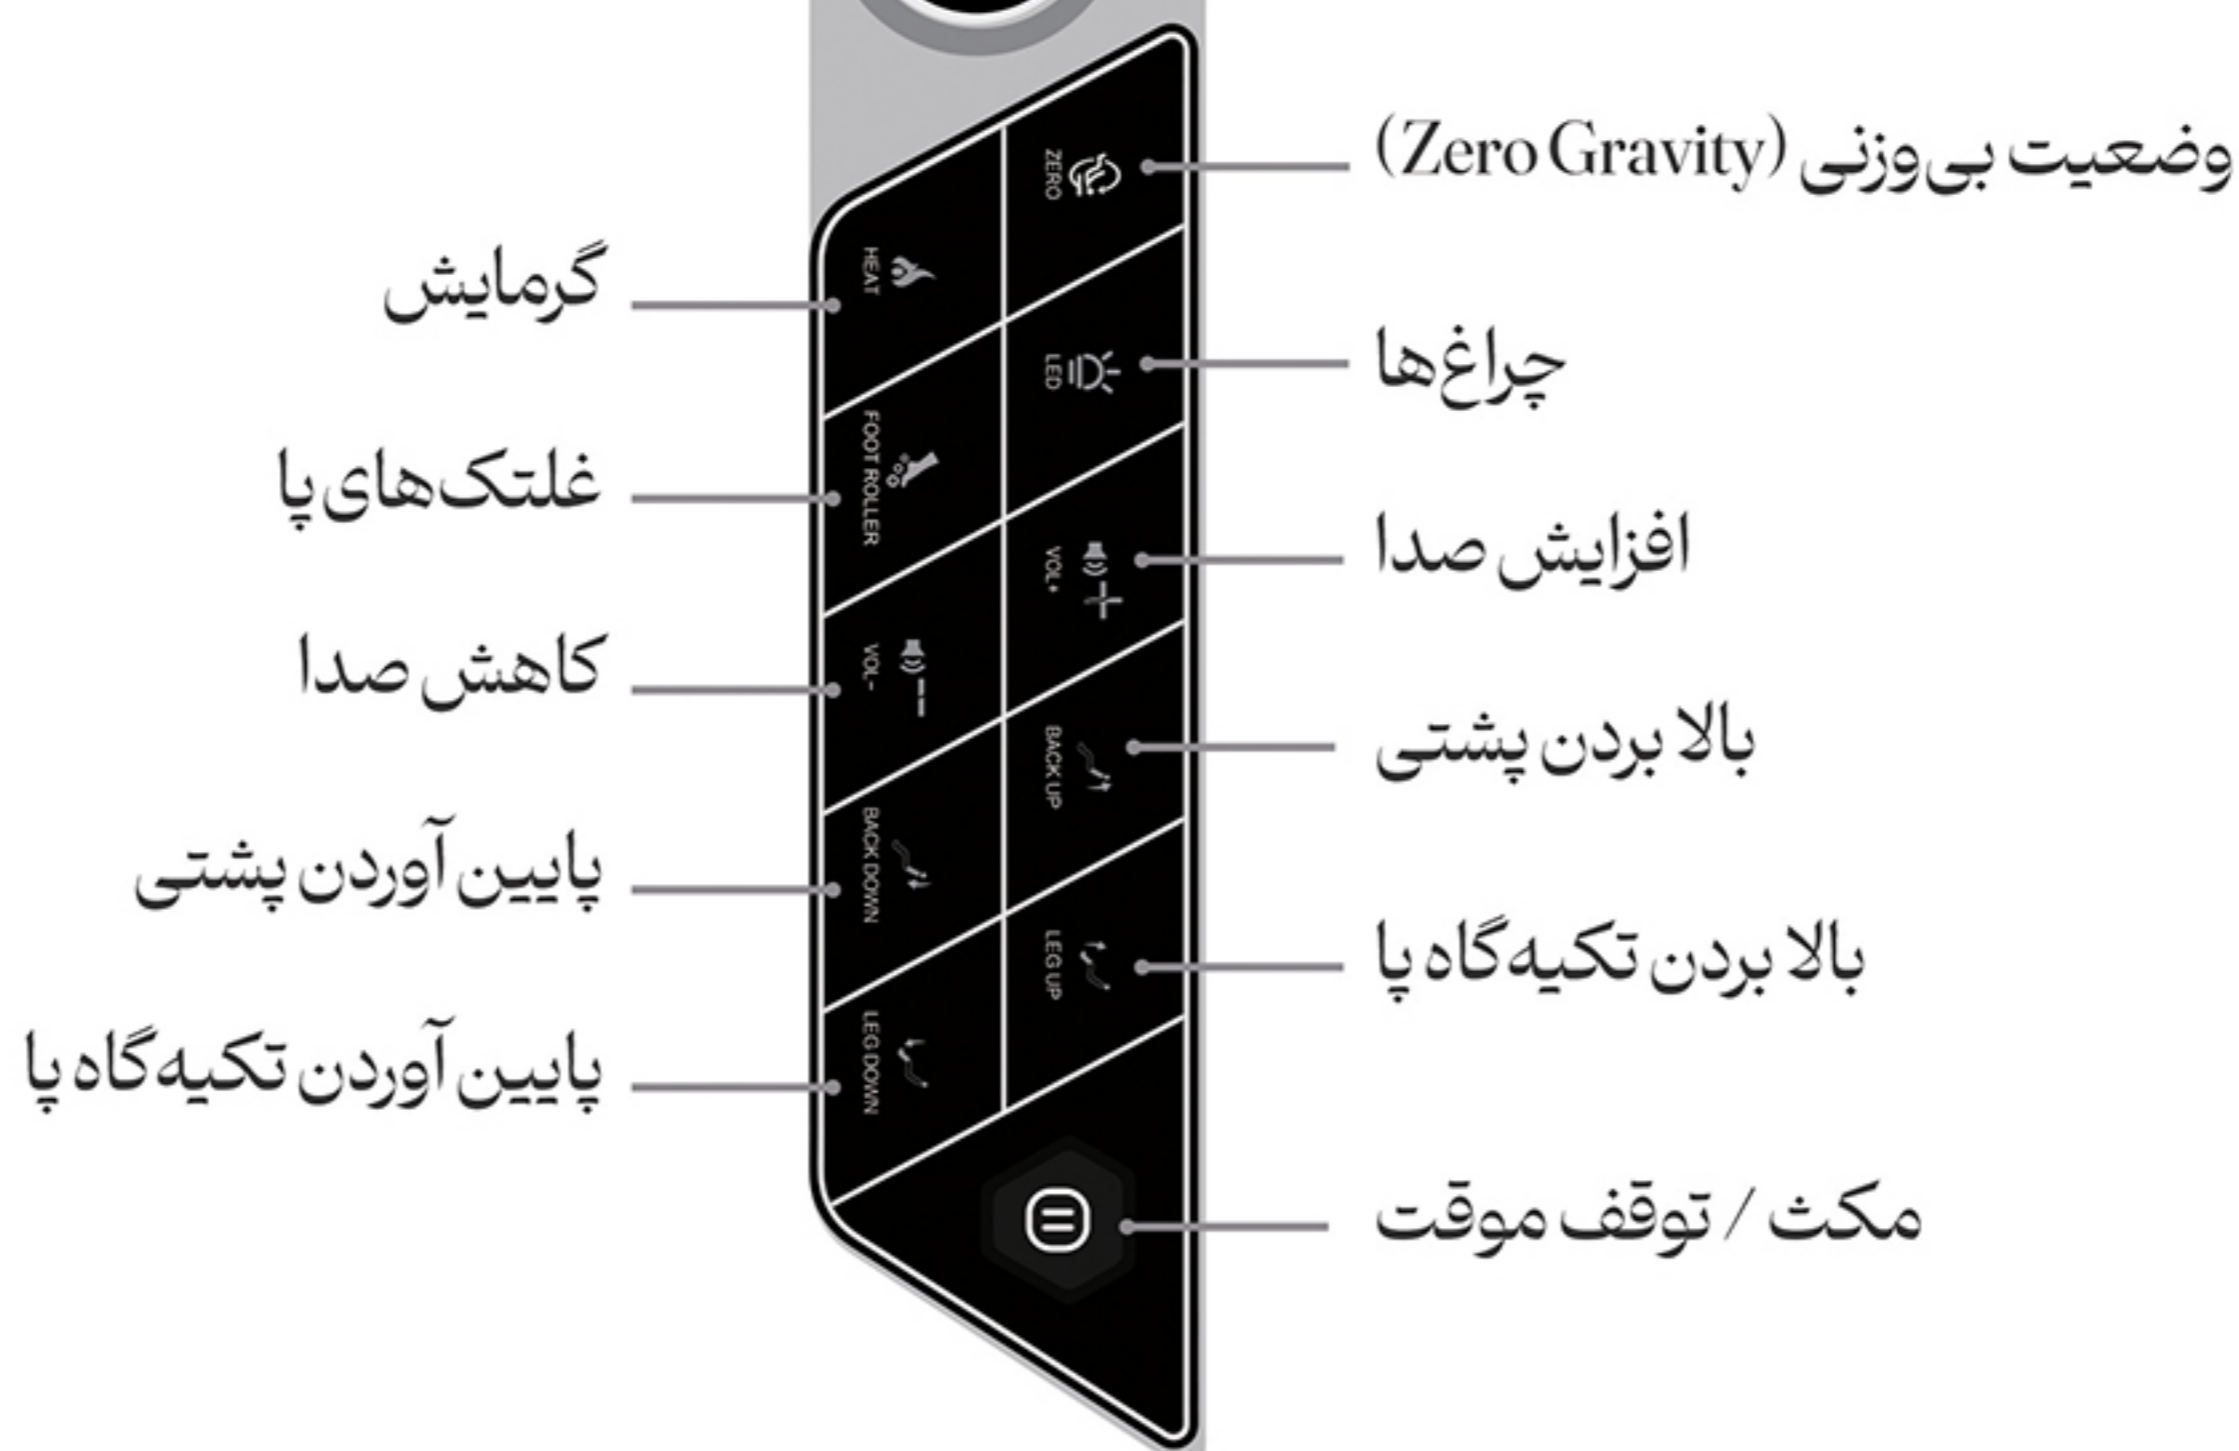 وضعیت بی‌وزنی (Zero Gravity)
چراغ‌ها
افزایش صدا
بالا بردن پشتی
بالا بردن تکیه‌گاه پا
مکث / توقف موقت
گرمایش
غلتک‌های پا
کاهش صدا
پایین آوردن پشتی
پایین آوردن تکیه‌گاه پا
ZERO
LED
VOL+
BACK UP
LEG UP
HEAT
FOOT ROLLER
VOL-
BACK DOWN
LEG DOWN